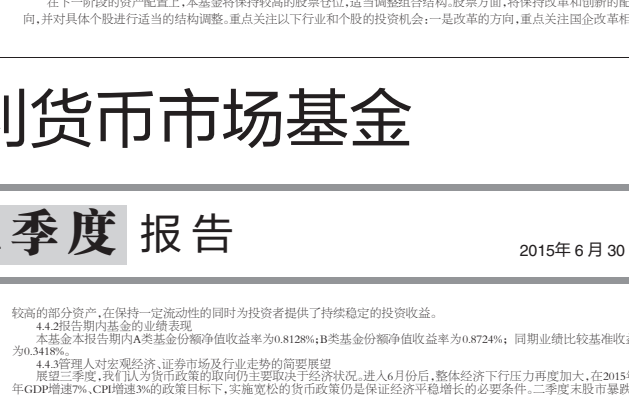 在下一阶段的资产配置上，本基金将保持较高的股票仓位，适当调整组合结构。股票方面，将保持改革和创新的配
向，并对具体个股进行适当的结构调整。重点关注以下行业和个股的投资机会：一是改革的方向，重点关注国企改革相
货币市场基金
季度 报告
2015年6月30
较高的部分资产，在保持一定流动性的同时为投资者提供了持续稳定的投资收益。
4.4.2报告期内基金的业绩表现
本基金本报告期内A类基金份额净值收益率为0.8128%;B类基金份额净值收益率为0.8724%；同期业绩比较基准收益
为0.3418%。
4.4.3管理人对宏观经济、证券市场及行业走势的简要展望
展望三季度，我们认为货币政策的取向仍主要取决于经济状况。进入6月份后，整体经济下行压力再度加大，在2015
年GDP增速7%、CPI增速3%的政策目标下，实施宽松的货币政策仍是保证经济平稳增长的必要条件。二季度末股市暴跌